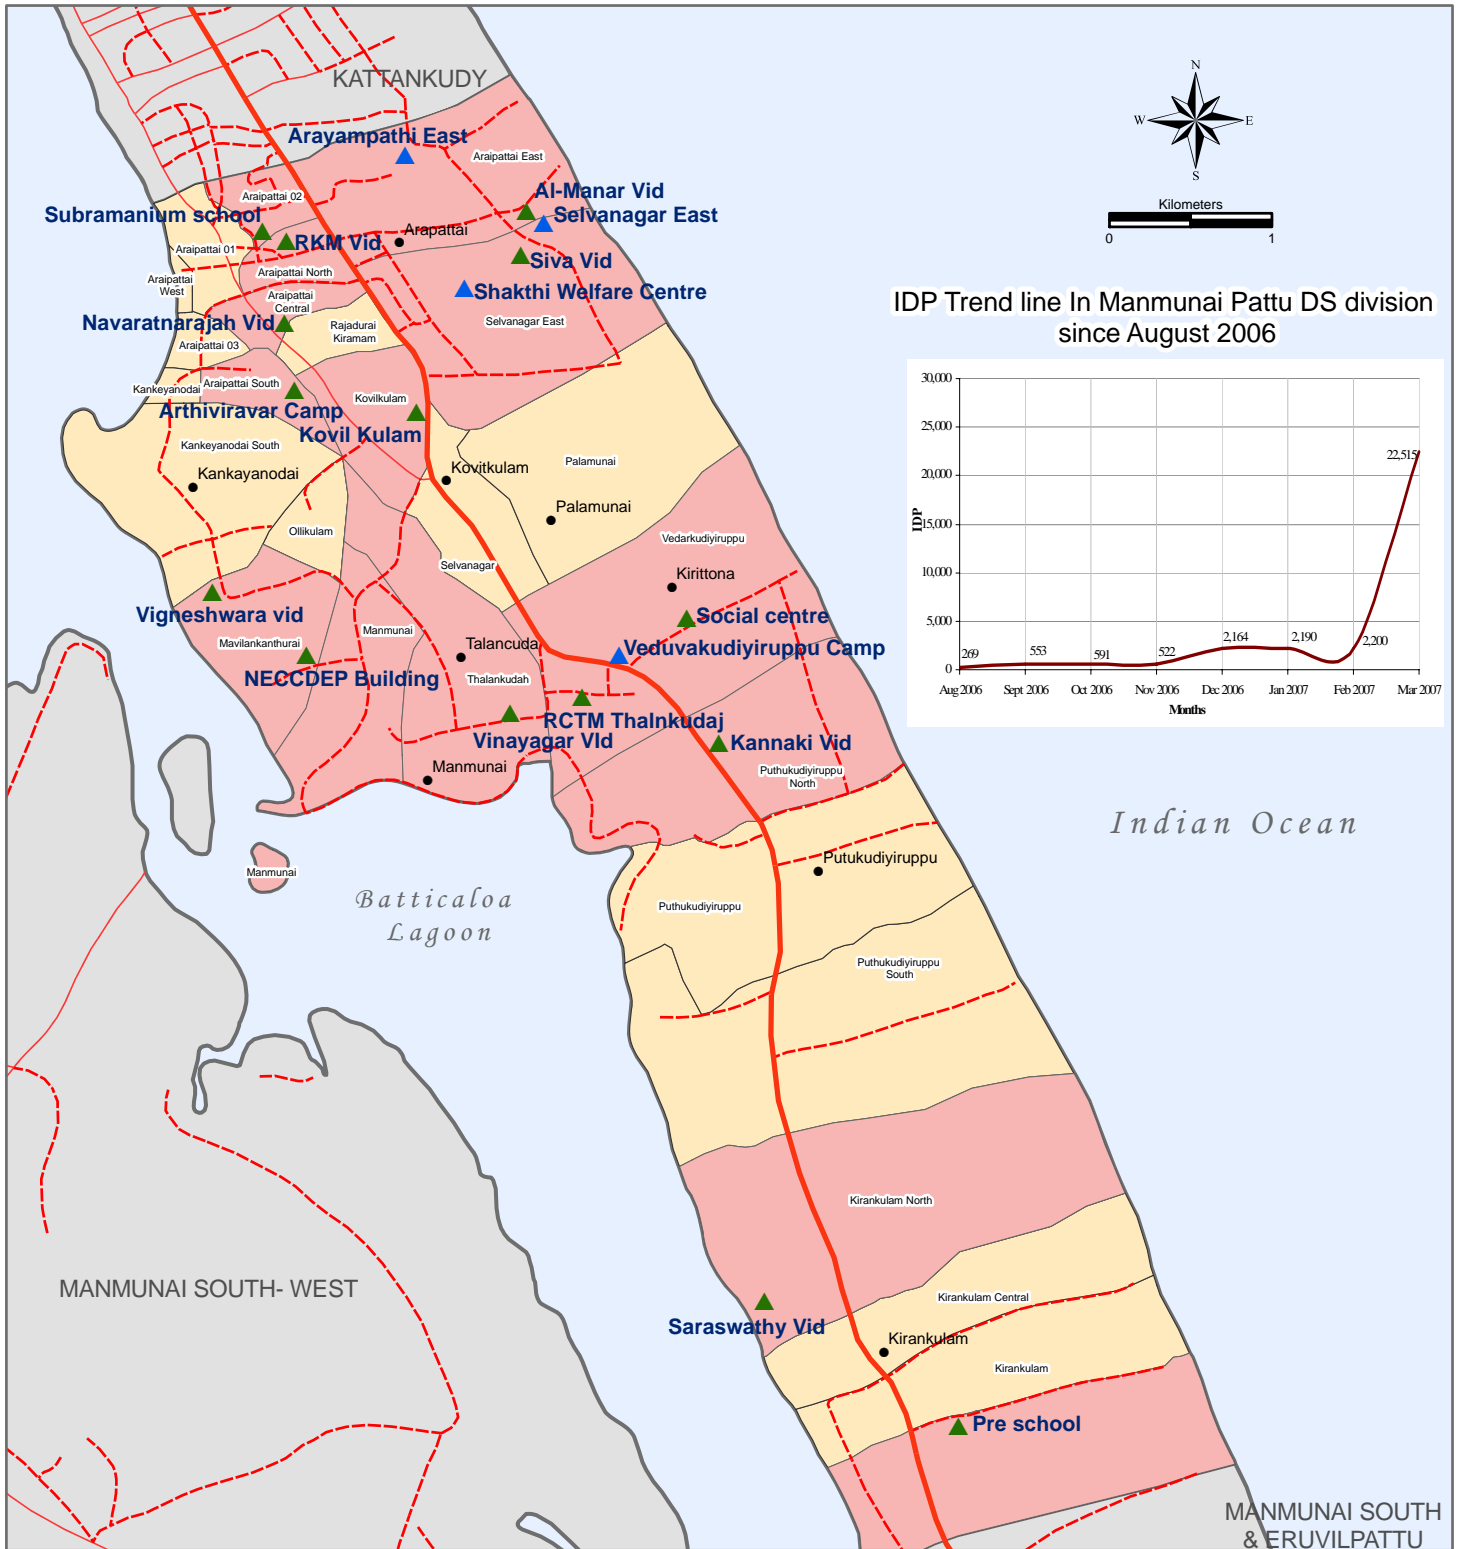 KATTANKUDY
N
W
E
S
Kilometers
0
1
Arayampathi East
Araipattai East
Al-Manar Vid
Araipattai 02
Subramanium school
Selvanagar East
Arapattai
RKM Vid
Araipattai 01
Siva Vid
Araipattai North
Araipattai
West
Shakthi Welfare Centre
Araipattai
Central
Navaratnarajah Vid
Selvanagar East
Rajadurai
Kiramam
Araipattai 03
Araipattai South
Kankeyanodai
Kovilkulam
Arthiviravar Camp
Kovil Kulam
Kankeyanodai South
Kankayanodai
Kovitkulam
Palamunai
Palamunai
Ollikulam
Vedarkudiyiruppu
Selvanagar
Kirittona
Vigneshwara vid
Social centre
Manmunai
Mavilankanthurai
Talancuda
Veduvakudiyiruppu Camp
NECCDEP Building
Thalankudah
RCTM Thalnkudaj
Vinayagar VId
Kannaki Vid
Manmunai
Puthukudiyiruppu
North
IDP Trend line In Manmunai Pattu DS division
since August 2006
30,000
25,000
20,000
15,000
10,000
5,000
0
IDP
269
553
591
522
2,164
2,190
2,200
22,515
Aug 2006
Sept 2006
Oct 2006
Nov 2006
Dec 2006
Jan 2007
Feb 2007
Mar 2007
Months
Indian Ocean
Putukudiyiruppu
Manmunai
Batticaloa
Lagoon
Puthukudiyiruppu
Puthukudiyiruppu
South
Kirankulam North
MANMUNAI SOUTH- WEST
Kirankulam Central
Saraswathy Vid
Kirankulam
Kirankulam
Pre school
MANMUNAI SOUTH
& ERUVILPATTU